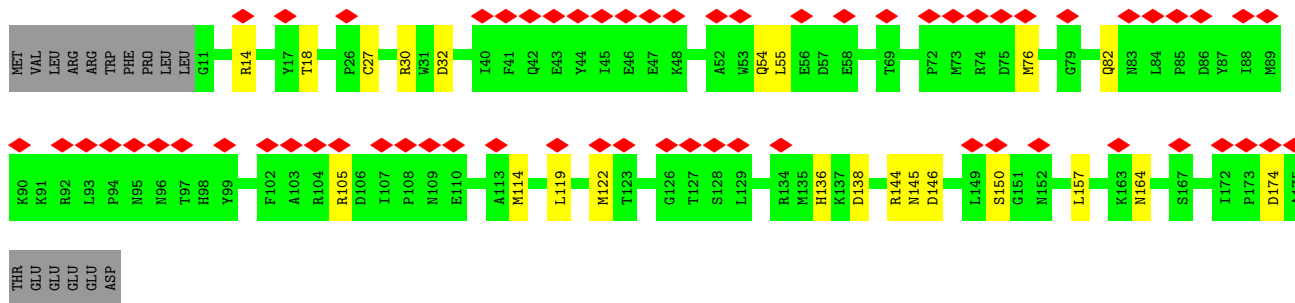 MET VAL LEU ARG ARG TRP PHE PRO LEU LEU G11 R14 Y17 T18 P26 C27 R30 W31 D32 I40 F41 Q42 E43 Y44 I45 E46 E47 K48 A52 W53 Q54 L55 E56 D57 E58 T69 P72 M73 R74 D75 M76 G79 Q82 N83 L84 P85 D86 Y87 I88 M89
K90 K91 R92 L93 P94 N95 N96 T97 H98 Y99 F102 A103 R104 R105 D106 I107 P108 N109 E110 A113 M114 L119 M122 T123 G126 T127 S128 L129 R134 M135 H136 K137 D138 R144 N145 D146 L149 S150 G151 N152 L157 K163 N164 S167 I172 P173 D174
THR GLU GLU GLU GLU ASP